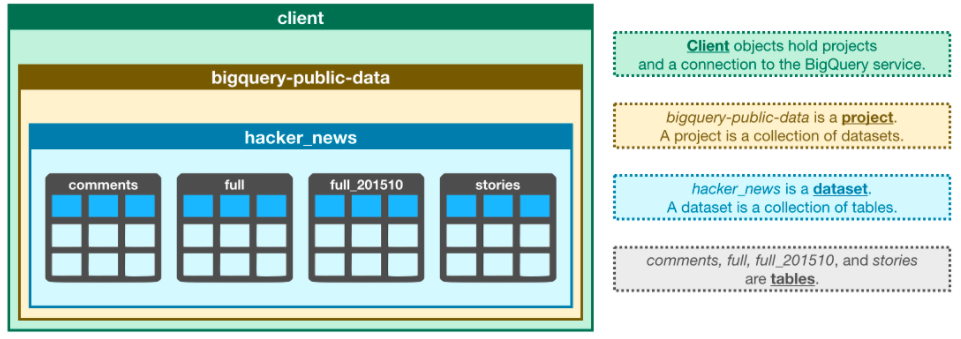 client
bigquery-public-data
hacker_news
comments
full
full_201510
stories
Client objects hold projects
and a connection to the BigQuery service.
bigquery-public-data is a project.
A project is a collection of datasets.
hacker_news is a dataset.
A dataset is a collection of tables.
comments, full, full_201510, and stories
are tables.